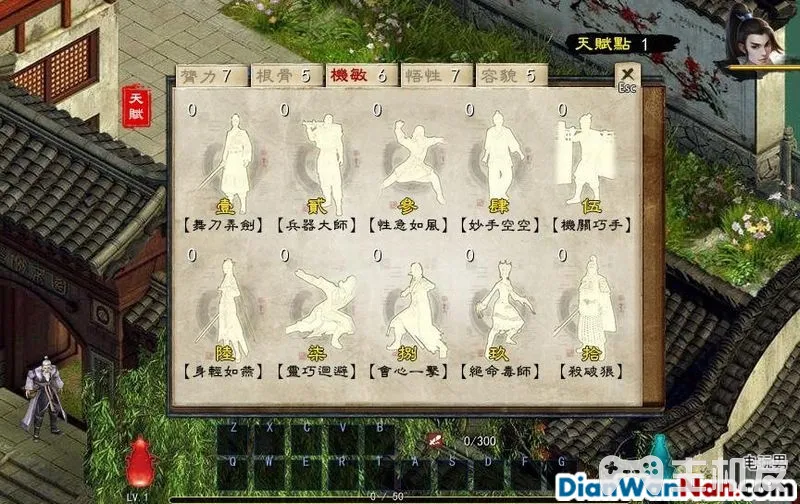 天賦點 1
膂力 7 根骨 5 機敏 6 悟性 7 容貌 5
Esc
天賦
0 0 0 0 0
壹 貳 參 肆 伍
【舞刀弄劍】 【兵器大師】 【性急如風】 【妙手空空】 【機關巧手】
0 0 0 0 0
陸 柒 捌 玖 拾
【身輕如燕】 【靈巧迴避】 【會心一擊】 【絕命毒師】 【殺破狼】
Z X C V B
0/300
Q W E R T A S D F G
LV.1
0 / 50
电玩男
DianWanNan.com